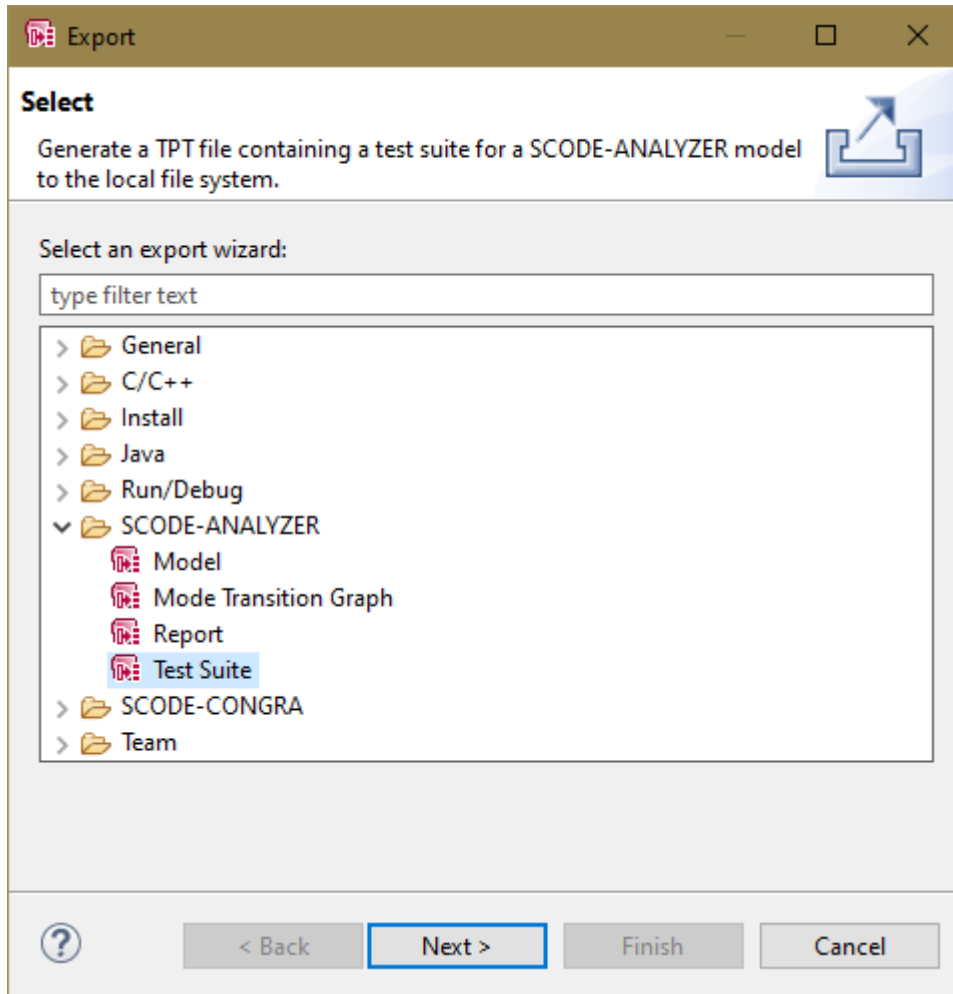 Export
Select
Generate a TPT file containing a test suite for a SCODE-ANALYZER model
to the local file system.
Select an export wizard:
type filter text
General
C/C++
Install
Java
Run/Debug
SCODE-ANALYZER
Model
Mode Transition Graph
Report
Test Suite
SCODE-CONGRA
Team
?
< Back
Next >
Finish
Cancel